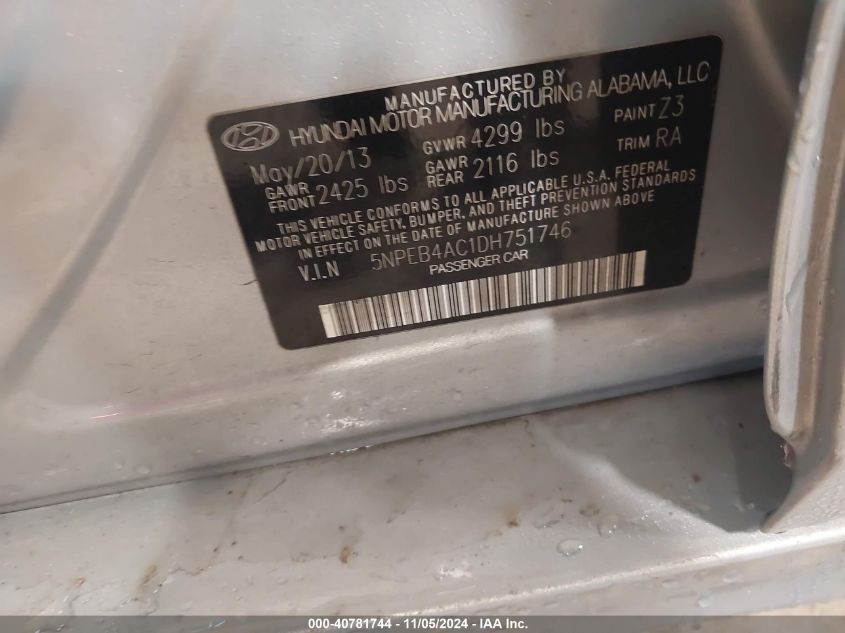 MANUFACTURED BY
HYUNDAI MOTOR MANUFACTURING ALABAMA, LLC
May/20/13 GVWR 4299 lbs PAINT Z3
GAWR FRONT 2425 lbs GAWR REAR 2116 lbs TRIM RA
THIS VEHICLE CONFORMS TO ALL APPLICABLE U.S.A. FEDERAL
MOTOR VEHICLE SAFETY, BUMPER, AND THEFT PREVENTION STANDARDS
IN EFFECT ON THE DATE OF MANUFACTURE SHOWN ABOVE
V.I.N 5NPEB4AC1DH751746
PASSENGER CAR
000-40781744 - 11/05/2024 - IAAI.com.